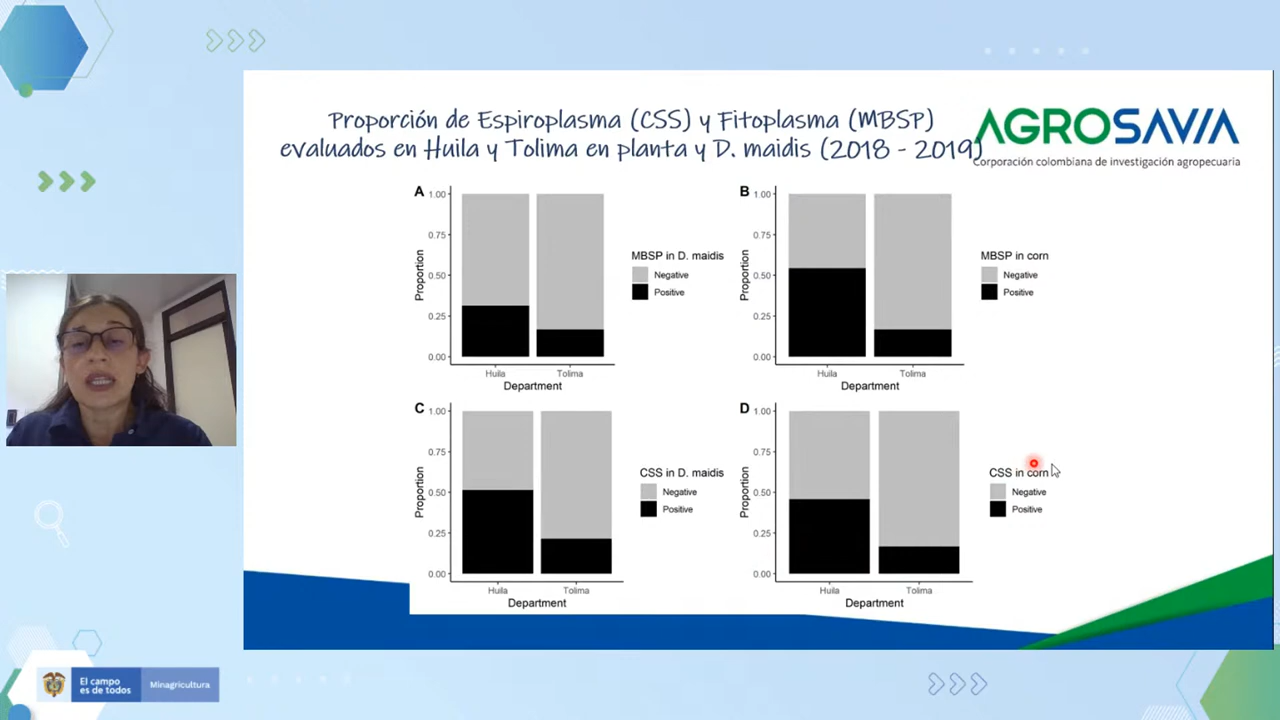 Proporción de Espiroplasma (CSS) y Fitoplasma (MBSP)
evaluados en Huila y Tolima en planta y D. maidis (2018 - 2019)
AGROSAVIA
Corporación colombiana de investigación agropecuaria
A
1.00
0.75
0.50
0.25
0.00
Proportion
Huila
Tolima
Department
MBSP in D. maidis
Negative
Positive
B
1.00
0.75
0.50
0.25
0.00
Proportion
Huila
Tolima
Department
MBSP in corn
Negative
Positive
C
1.00
0.75
0.50
0.25
0.00
Proportion
Huila
Tolima
Department
CSS in D. maidis
Negative
Positive
D
1.00
0.75
0.50
0.25
0.00
Proportion
Huila
Tolima
Department
CSS in corn
Negative
Positive
El campo
es de todos
Minagricultura